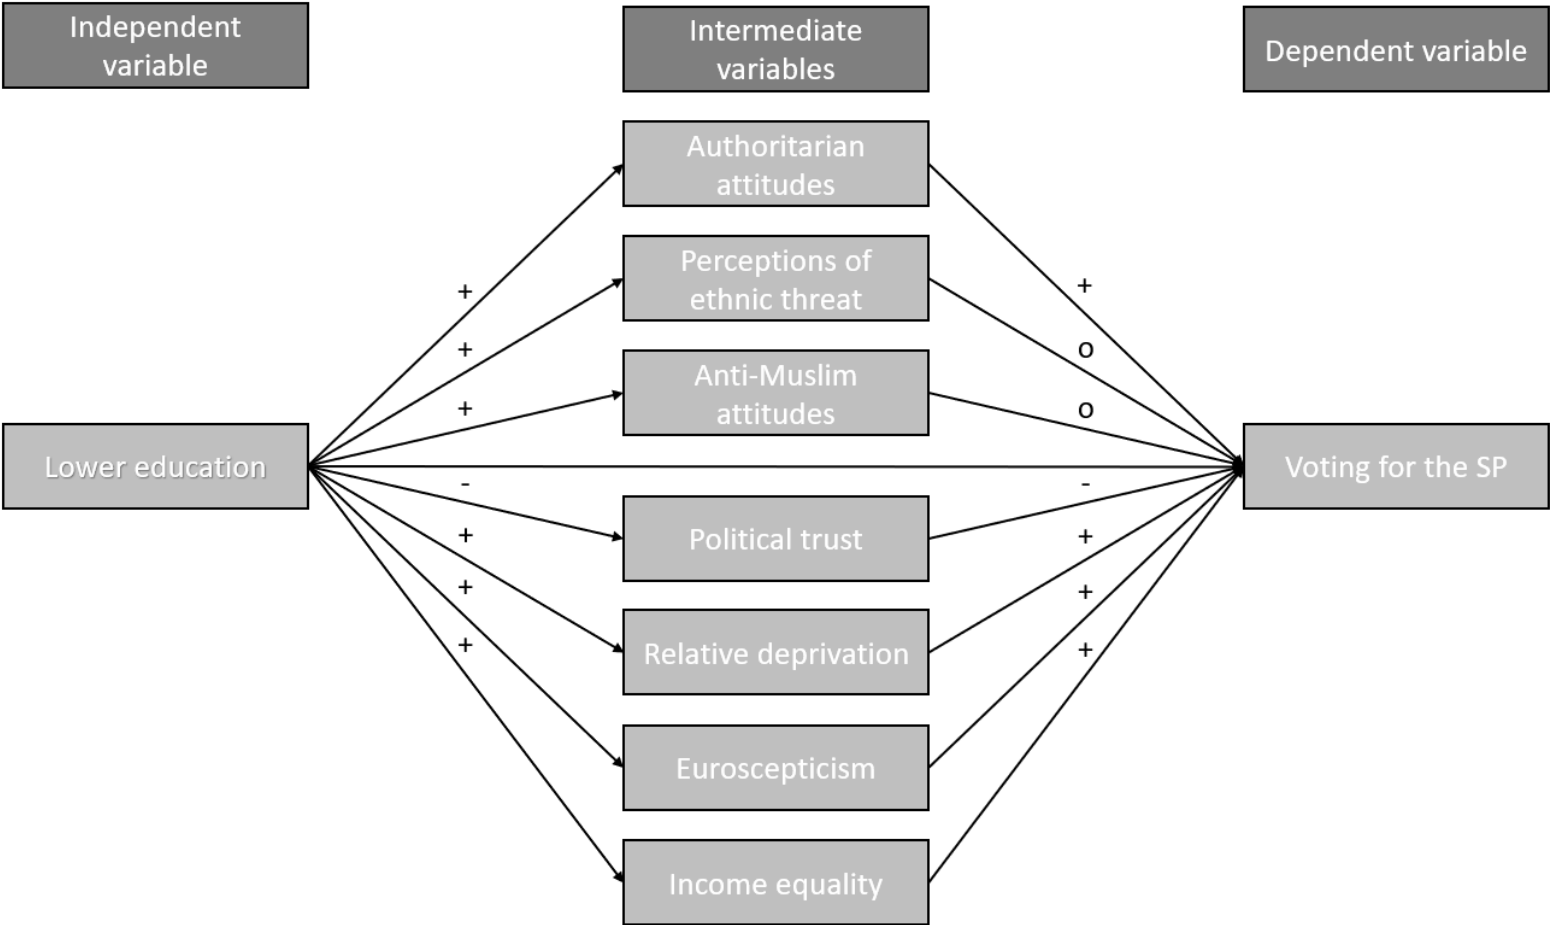 Independent
variable
Intermediate
variables
Dependent variable
Authoritarian
attitudes
Perceptions of
ethnic threat
Anti-Muslim
attitudes
Lower education
Voting for the SP
Political trust
Relative deprivation
Euroscepticism
Income equality
+
+
+
-
+
+
+
+
o
o
-
+
+
+